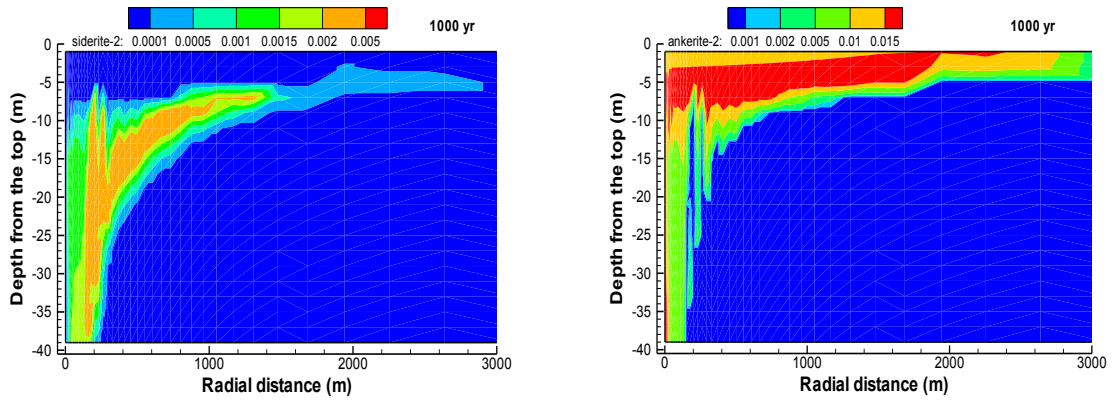 siderite-2: 0.0001 0.0005 0.001 0.0015 0.002 0.005
1000 yr
Depth from the top (m)
0
-5
-10
-15
-20
-25
-30
-35
-40
0 1000 2000 3000
Radial distance (m)
ankerite-2: 0.001 0.002 0.005 0.01 0.015
1000 yr
Depth from the top (m)
0
-5
-10
-15
-20
-25
-30
-35
-40
0 1000 2000 3000
Radial distance (m)